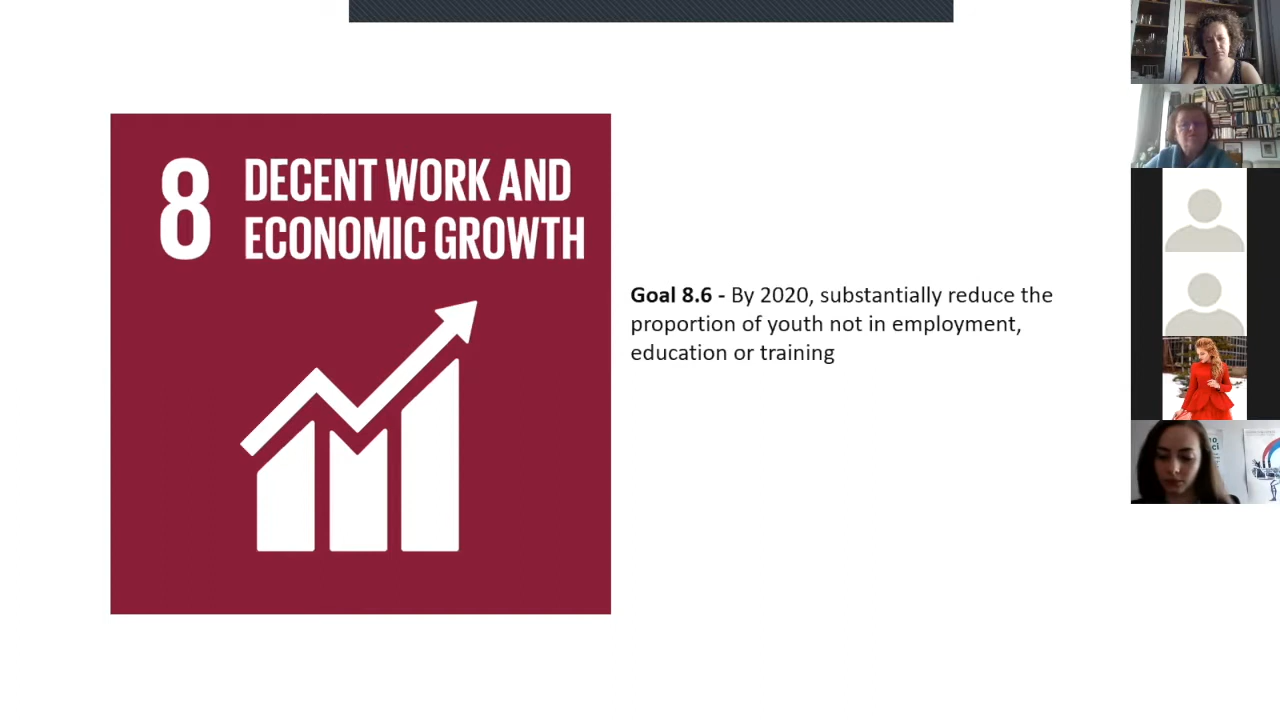 8 DECENT WORK AND
ECONOMIC GROWTH
Goal 8.6 - By 2020, substantially reduce the
proportion of youth not in employment,
education or training